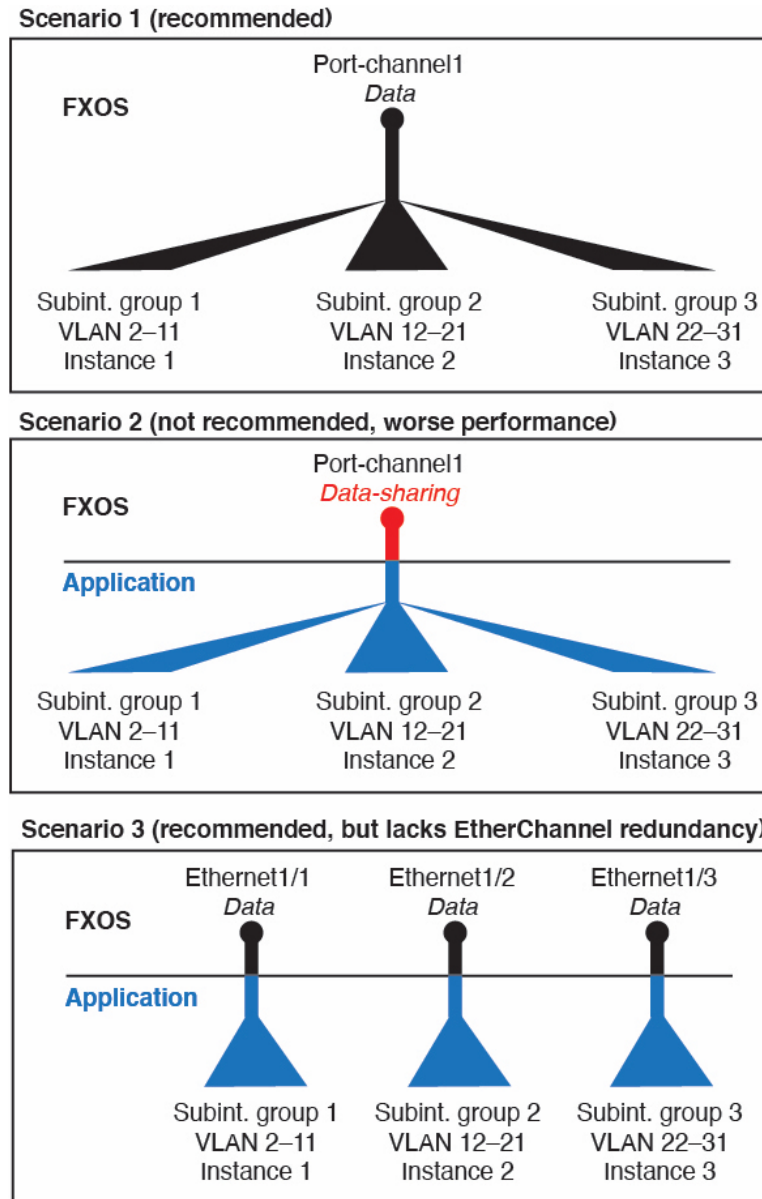 Scenario 1 (recommended)
Port-channel1
Data
FXOS
Subint. group 1
VLAN 2–11
Instance 1
Subint. group 2
VLAN 12–21
Instance 2
Subint. group 3
VLAN 22–31
Instance 3
Scenario 2 (not recommended, worse performance)
Port-channel1
Data-sharing
FXOS
Application
Subint. group 1
VLAN 2–11
Instance 1
Subint. group 2
VLAN 12–21
Instance 2
Subint. group 3
VLAN 22–31
Instance 3
Scenario 3 (recommended, but lacks EtherChannel redundancy)
Ethernet1/1
Data
Ethernet1/2
Data
Ethernet1/3
Data
FXOS
Application
Subint. group 1
VLAN 2–11
Instance 1
Subint. group 2
VLAN 12–21
Instance 2
Subint. group 3
VLAN 22–31
Instance 3